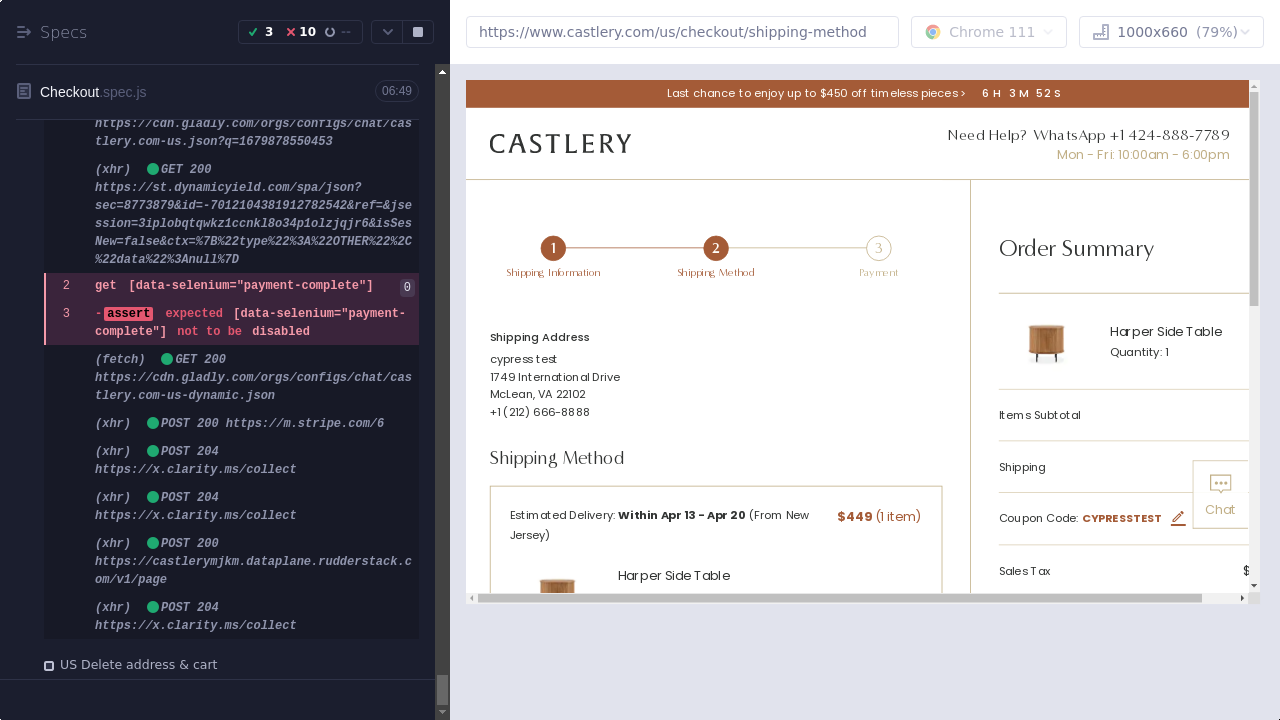 Specs
3
10
--
Checkout.spec.js
06:49
https://cdn.gladly.com/orgs/configs/chat/cas
tlery.com-us.json?q=1679878550453
(xhr) GET 200
https://st.dynamicyield.com/spa/json?
sec=8773879&id=-7012104381912782542&ref=&jse
ssion=3iplobqtqwkz1ccnkl8o34p1olzjqjr6&isSes
New=false&ctx=%7B%22type%22%3A%22OTHER%22%2C
%22data%22%3Anull%7D
2 get [data-selenium="payment-complete"] 0
3 -assert expected [data-selenium="payment-
complete"] not to be disabled
(fetch) GET 200
https://cdn.gladly.com/orgs/configs/chat/cas
tlery.com-us-dynamic.json
(xhr) POST 200 https://m.stripe.com/6
(xhr) POST 204
https://x.clarity.ms/collect
(xhr) POST 204
https://x.clarity.ms/collect
(xhr) POST 200
https://castlerymjkm.dataplane.rudderstack.c
om/v1/page
(xhr) POST 204
https://x.clarity.ms/collect
US Delete address & cart
https://www.castlery.com/us/checkout/shipping-method
Chrome 111
1000x660 (79%)
Last chance to enjoy up to $450 off timeless pieces > 6 H 3 M 52 S
CASTLERY
Need Help? WhatsApp +1 424-888-7789
Mon - Fri: 10:00am - 6:00pm
1
2
3
Shipping Information
Shipping Method
Payment
Shipping Address
cypress test
1749 International Drive
McLean, VA 22102
+1 (212) 666-8888
Shipping Method
Estimated Delivery: Within Apr 13 - Apr 20 (From New
Jersey)
$449 (1 item)
Harper Side Table
Order Summary
Harper Side Table
Quantity: 1
Items Subtotal
Shipping
Coupon Code: CYPRESSTEST
Chat
Sales Tax
$